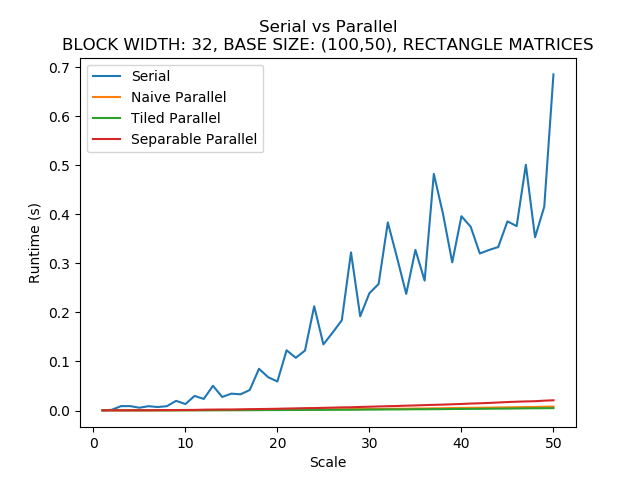 Serial vs Parallel
BLOCK WIDTH: 32, BASE SIZE: (100,50), RECTANGLE MATRICES
Serial
Naive Parallel
Tiled Parallel
Separable Parallel
Runtime (s)
0.7
0.6
0.5
0.4
0.3
0.2
0.1
0.0
0 10 20 30 40 50
Scale